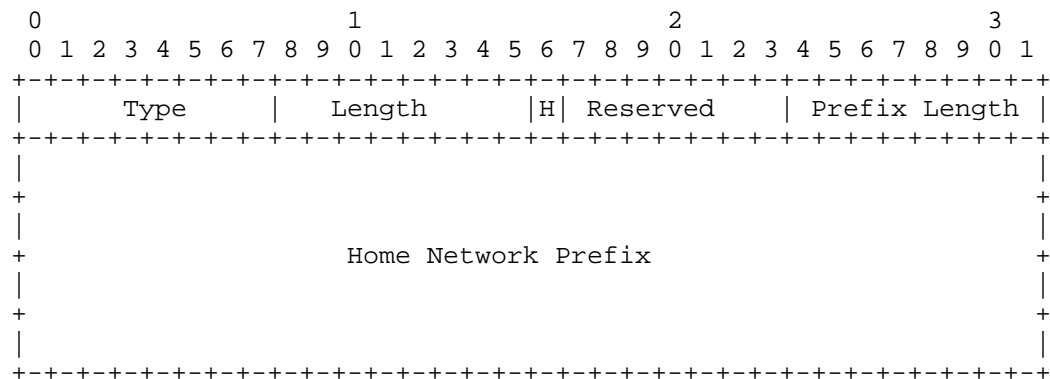 0                   1                   2                   3
 0 1 2 3 4 5 6 7 8 9 0 1 2 3 4 5 6 7 8 9 0 1 2 3 4 5 6 7 8 9 0 1
+-+-+-+-+-+-+-+-+-+-+-+-+-+-+-+-+-+-+-+-+-+-+-+-+-+-+-+-+-+-+-+-+
|      Type     |   Length      |H|  Reserved   | Prefix Length |
+-+-+-+-+-+-+-+-+-+-+-+-+-+-+-+-+-+-+-+-+-+-+-+-+-+-+-+-+-+-+-+-+
|                                                               |
+                                                               +
|                                                               |
+                    Home Network Prefix                        +
|                                                               |
+                                                               +
|                                                               |
+-+-+-+-+-+-+-+-+-+-+-+-+-+-+-+-+-+-+-+-+-+-+-+-+-+-+-+-+-+-+-+-+